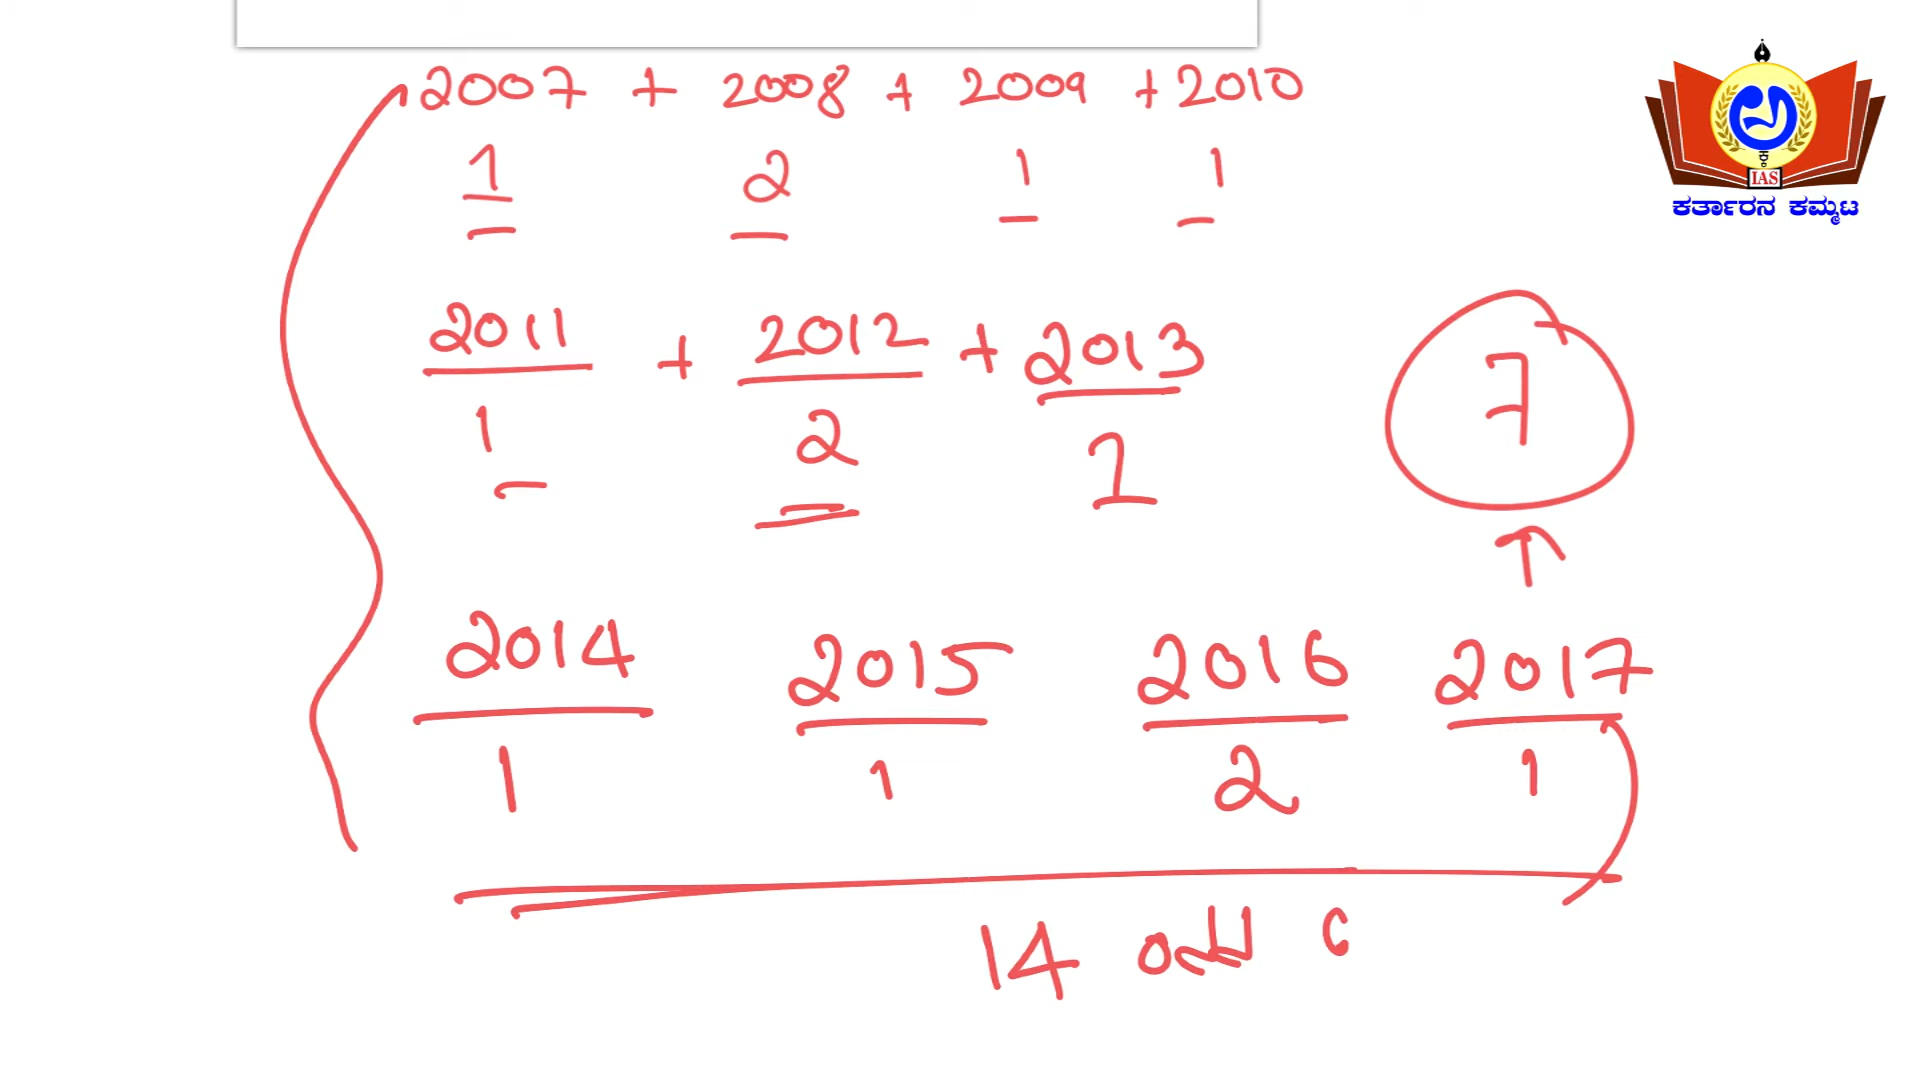 2007 + 2008 + 2009 + 2010
1 2 1 1
2011 + 2012 + 2013
1 2 1
7
2014 2015 2016 2017
1 1 2 1
14 odd
IAS
ಕರ್ತಾರನ ಕಮ್ಮಟ